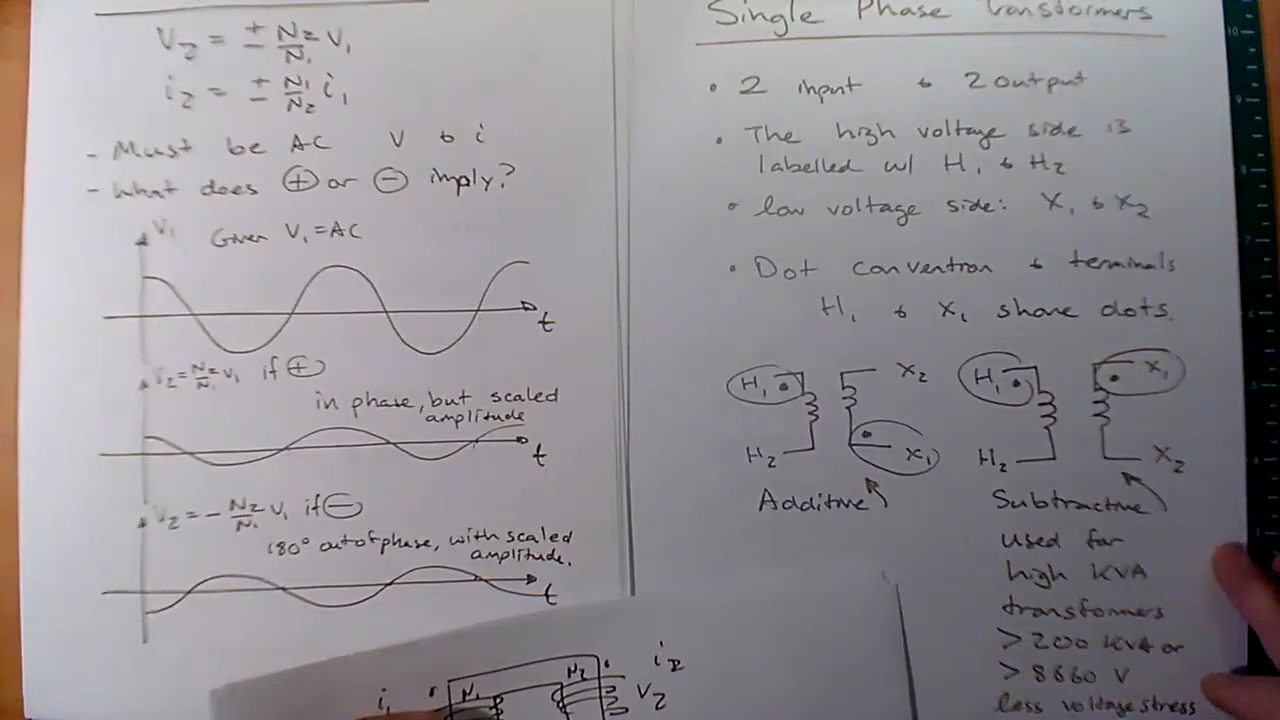 V2 = ± N2/N1 V1
i2 = ± N1/N2 i1
- Must be AC V & i
- What does ⊕ or ⊖ imply?
V1
Given V1 = AC
t
V2 = N2/N1 V1 if ⊕
in phase, but scaled
amplitude
t
V2 = - N2/N1 V1 if ⊖
180° out of phase, with scaled
amplitude.
t
i1
N1
N2
i2
V2
Single Phase Transformers
• 2 input & 2 output
• The high voltage side is
labelled w/ H1 & H2
• low voltage side: X1 & X2
• Dot convention & terminals
H1 & X1 share dots.
H1 X2
H2 X1
Additive
H1 X1
H2 X2
Subtractive
used for
high KVA
transformers
>200 KVA or
>8660 V
less voltage stress
10
9
8
7